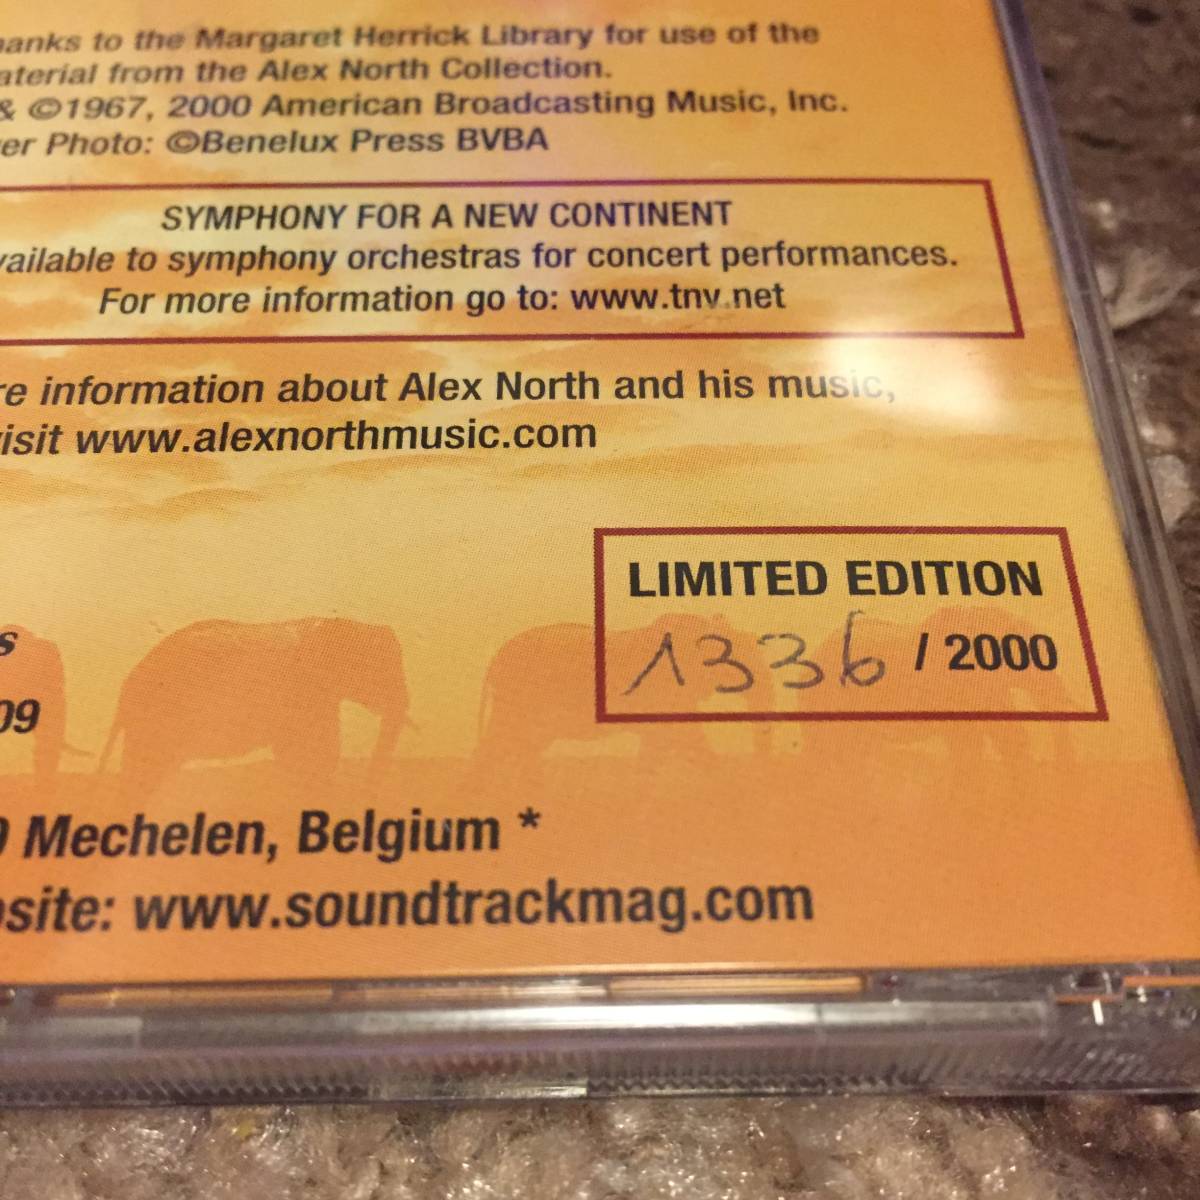 anks to the Margaret Herrick Library for use of the
aterial from the Alex North Collection.
& ©1967, 2000 American Broadcasting Music, Inc.
er Photo: ©Benelux Press BVBA
SYMPHONY FOR A NEW CONTINENT
vailable to symphony orchestras for concert performances.
For more information go to: www.tnv.net
re information about Alex North and his music,
visit www.alexnorthmusic.com
LIMITED EDITION
1336 / 2000
s
09
9 Mechelen, Belgium *
site: www.soundtrackmag.com